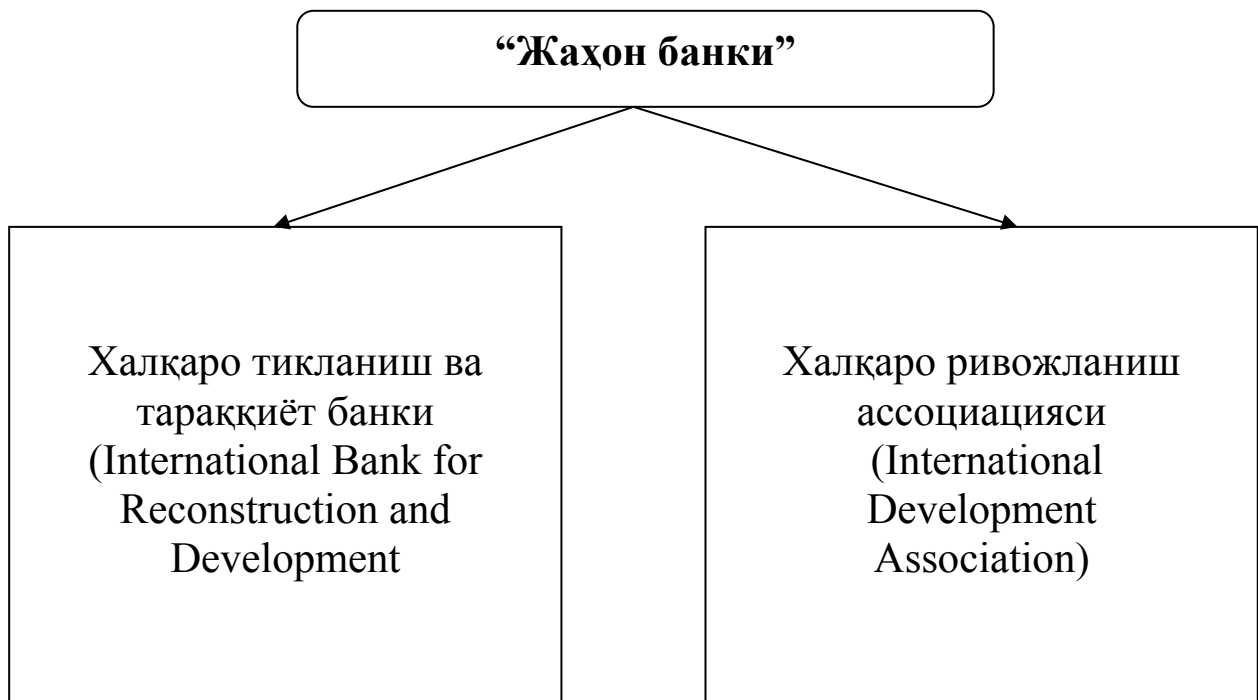 “Жаҳон банки”
Халқаро тикланиш ва
тараққиёт банки
(International Bank for
Reconstruction and
Development
Халқаро ривожланиш
ассоциацияси
(International
Development
Association)